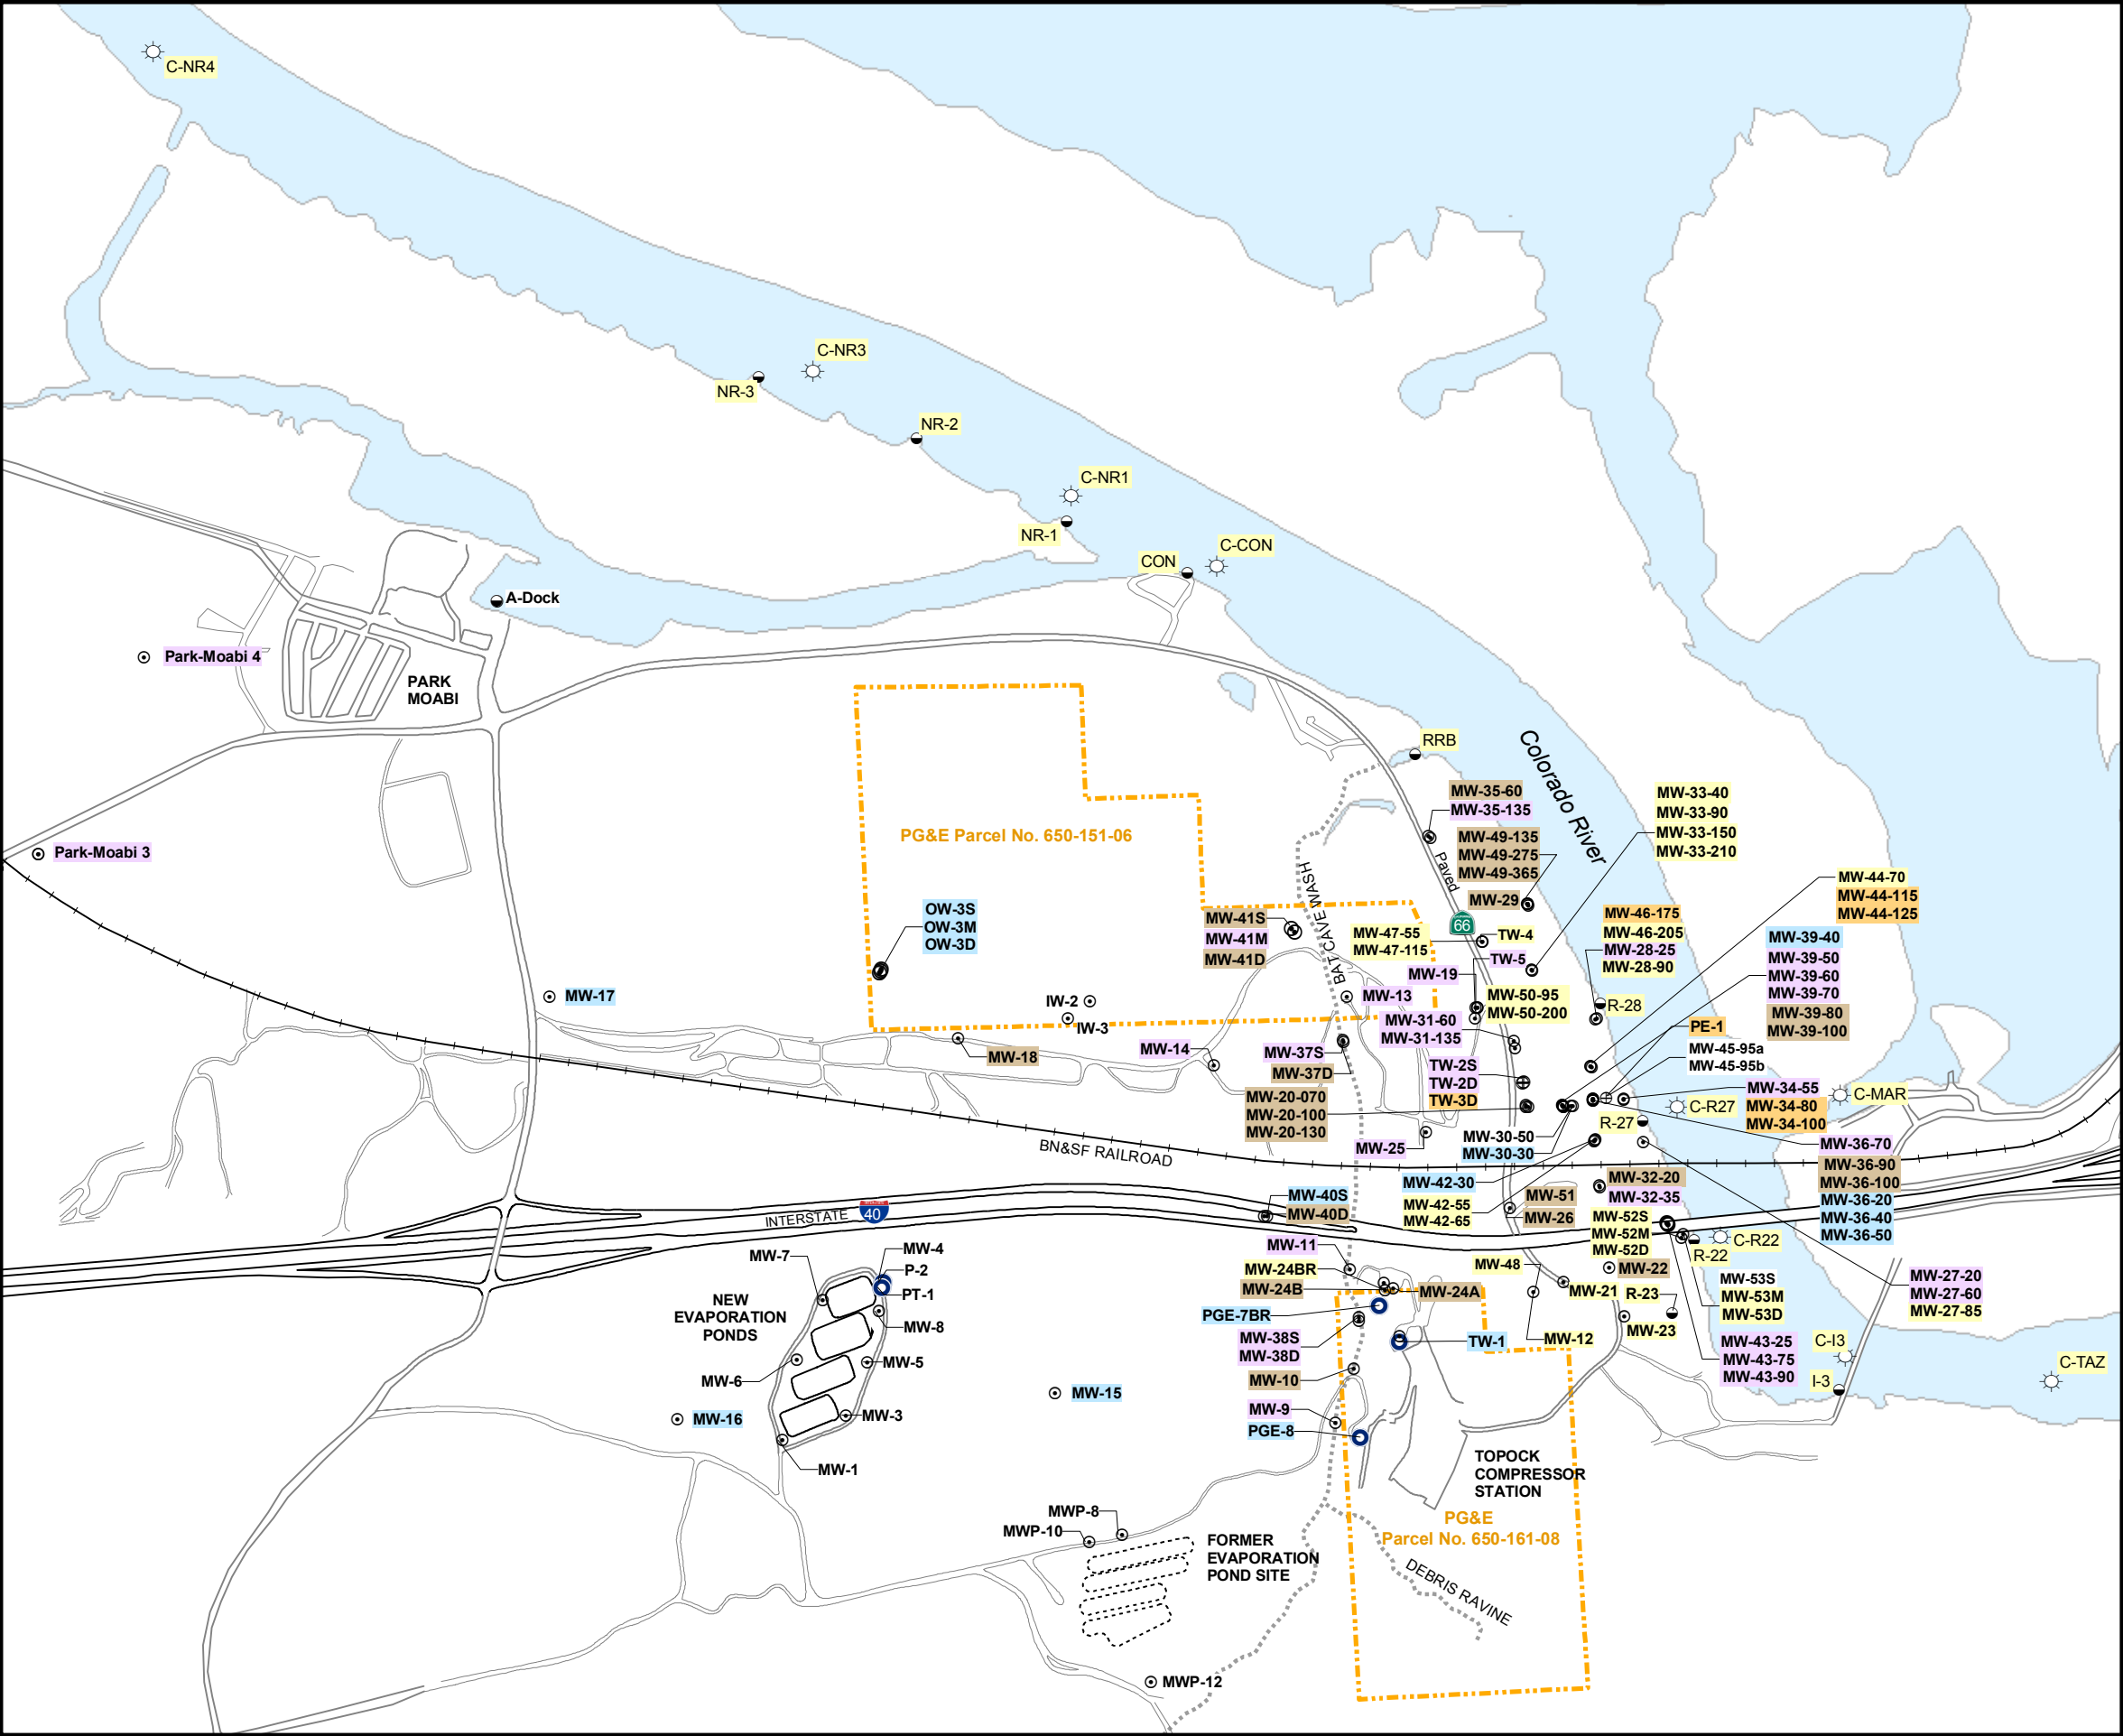 C-NR4
C-NR3
NR-3
NR-2
C-NR1
NR-1
C-CON
CON
A-Dock
Park-Moabi 4
PARK
MOABI
RRB
Colorado River
Park-Moabi 3
PG&E Parcel No. 650-151-06
MW-35-60
MW-35-135
MW-33-40
MW-33-90
MW-33-150
MW-33-210
MW-49-135
MW-49-275
MW-49-365
Paved
66
MW-29
BAT CAVE WASH
MW-44-70
MW-44-115
MW-44-125
OW-3S
OW-3M
OW-3D
MW-41S
MW-41M
MW-41D
MW-47-55
MW-47-115
TW-4
TW-5
MW-46-175
MW-46-205
MW-28-25
MW-28-90
MW-39-40
MW-39-50
MW-39-60
MW-39-70
MW-39-80
MW-39-100
MW-19
MW-17
IW-2
IW-3
MW-13
MW-50-95
MW-50-200
R-28
MW-31-60
MW-31-135
PE-1
MW-18
MW-14
MW-37S
MW-37D
MW-45-95a
MW-45-95b
TW-2S
TW-2D
TW-3D
MW-34-55
MW-34-80
MW-34-100
C-MAR
MW-20-070
MW-20-100
MW-20-130
C-R27
R-27
BN&SF RAILROAD
MW-25
MW-30-50
MW-30-30
MW-36-70
MW-36-90
MW-36-100
MW-36-20
MW-36-40
MW-36-50
MW-42-30
MW-42-55
MW-42-65
MW-32-20
MW-32-35
MW-40S
MW-40D
MW-51
MW-26
INTERSTATE
40
MW-52S
MW-52M
MW-52D
C-R22
R-22
MW-7
MW-4
P-2
PT-1
MW-8
MW-11
MW-24BR
MW-24B
MW-24A
MW-48
MW-22
MW-21
R-23
MW-23
MW-53S
MW-53M
MW-53D
MW-27-20
MW-27-60
MW-27-85
NEW
EVAPORATION
PONDS
PGE-7BR
MW-38S
MW-38D
TW-1
MW-12
MW-43-25
MW-43-75
MW-43-90
C-I3
I-3
C-TAZ
MW-5
MW-6
MW-10
MW-15
MW-16
MW-3
MW-9
PGE-8
MW-1
TOPOCK
COMPRESSOR
STATION
MWP-8
MWP-10
PG&E
Parcel No. 650-161-08
FORMER
EVAPORATION
POND SITE
DEBRIS RAVINE
MWP-12